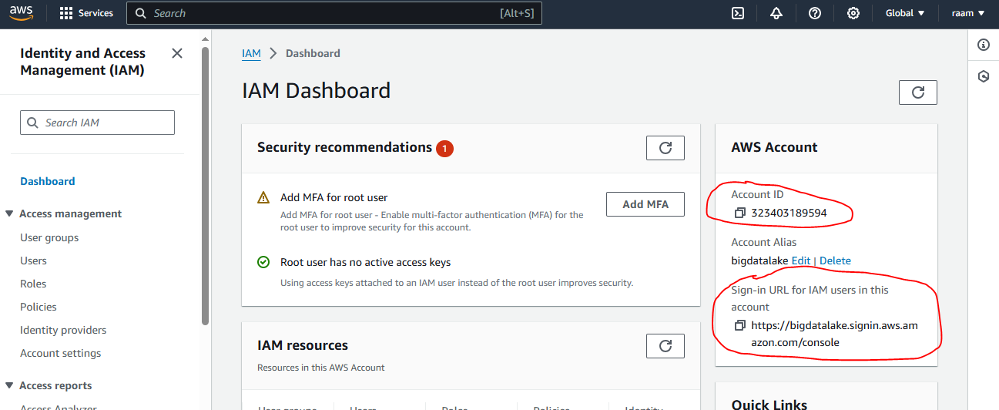 aws
Services
Search [Alt+S]
Global
raam
Identity and Access
Management (IAM)
Search IAM
Dashboard
Access management
User groups
Users
Roles
Policies
Identity providers
Account settings
Access reports
Access Analyzer
IAM
Dashboard
IAM Dashboard
Security recommendations 1
Add MFA for root user
Add MFA for root user - Enable multi-factor authentication (MFA) for the
root user to improve security for this account.
Add MFA
Root user has no active access keys
Using access keys attached to an IAM user instead of the root user improves security.
IAM resources
Resources in this AWS Account
User groups Users Roles Policies Identity
AWS Account
Account ID
323403189594
Account Alias
bigdatalake Edit | Delete
Sign-in URL for IAM users in this
account
https://bigdatalake.signin.aws.am
azon.com/console
Quick Links